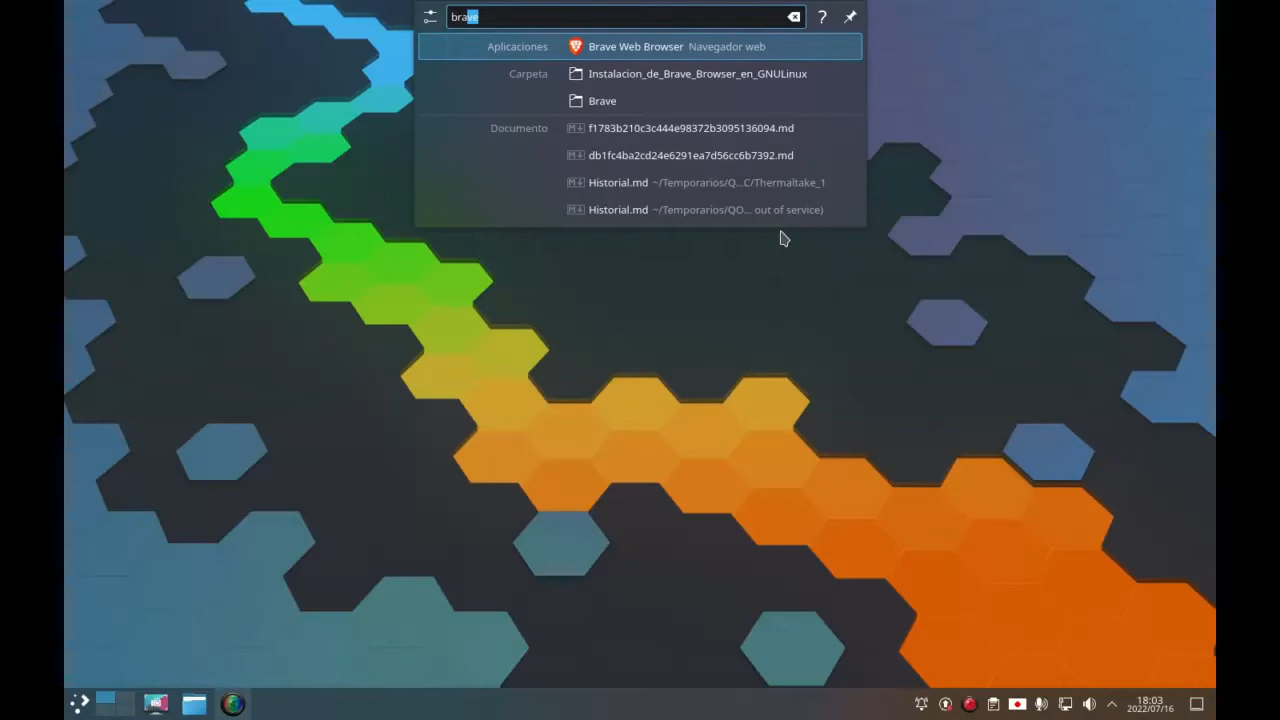 brave
?
Aplicaciones Brave Web Browser Navegador web
Carpeta Instalacion_de_Brave_Browser_en_GNULinux
Brave
Documento f1783b210c3c444e98372b3095136094.md
db1fc4ba2cd24e6291ea7d56cc6b7392.md
Historial.md ~/Temporarios/Q...C/Thermaltake_1
Historial.md ~/Temporarios/QO... out of service)
18:03
2022/07/16